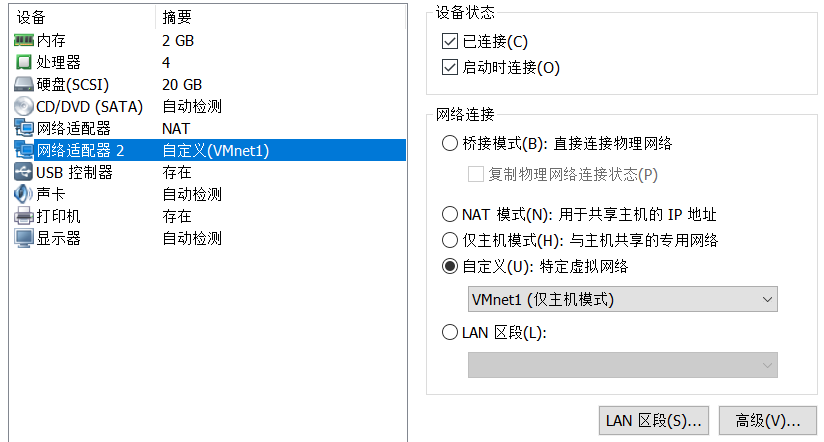 设备 摘要
内存 2 GB
处理器 4
硬盘(SCSI) 20 GB
CD/DVD (SATA) 自动检测
网络适配器 NAT
网络适配器 2 自定义(VMnet1)
USB 控制器 存在
声卡 自动检测
打印机 存在
显示器 自动检测
设备状态
已连接(C)
启动时连接(O)
网络连接
桥接模式(B): 直接连接物理网络
复制物理网络连接状态(P)
NAT 模式(N): 用于共享主机的 IP 地址
仅主机模式(H): 与主机共享的专用网络
自定义(U): 特定虚拟网络
VMnet1 (仅主机模式)
LAN 区段(L):
LAN 区段(S)... 高级(V)...